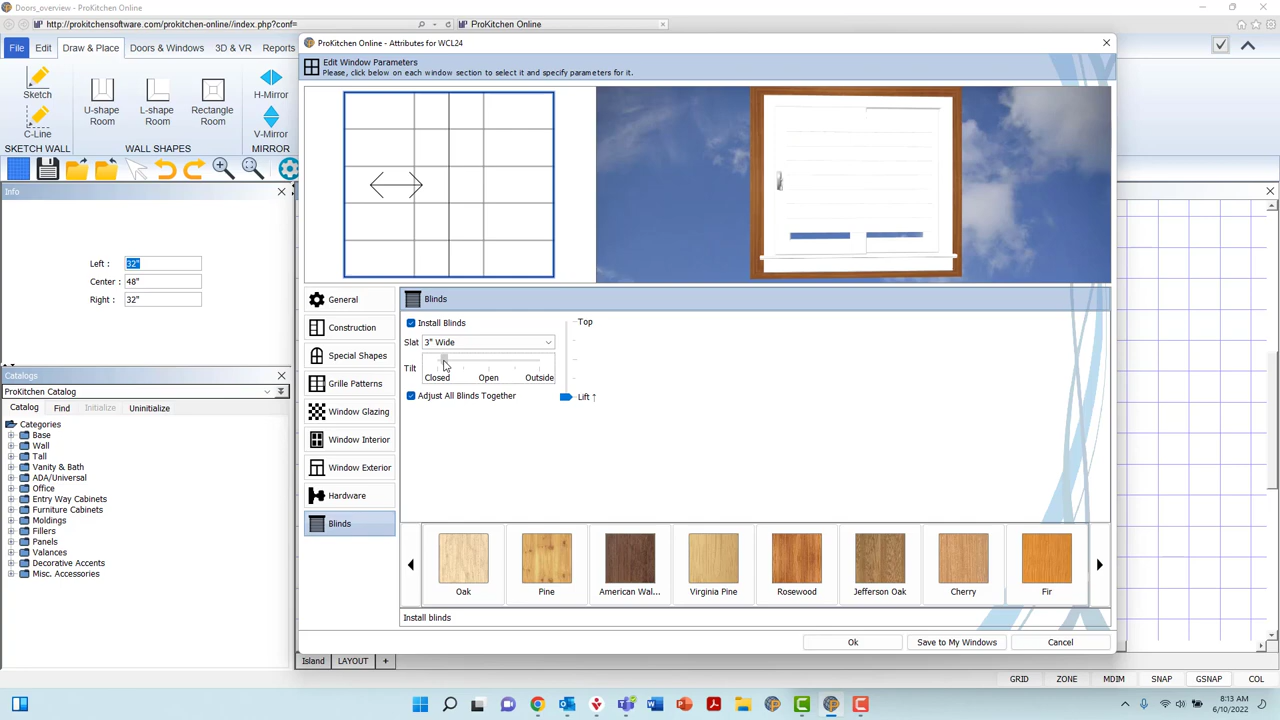 Doors_overview
http://prokitchensoftware.com/prokitchen-online//index.php?conf=
ProKitchen Online
File
Edit
Draw & Place
Doors & Windows
3D & VR
Reports
Sketch
C-Line
SKETCH WALL
U-shape Room
L-shape Room
Rectangle Room
WALL SHAPES
H-Mirror
V-Mirror
MIRROR
Info
Left :
32"
Center :
48"
Right :
32"
Catalogs
ProKitchen Catalog
Catalog
Find
Initialize
Uninitialize
Categories
Base
Wall
Tall
Vanity & Bath
ADA/Universal
Office
Entry Way Cabinets
Furniture Cabinets
Moldings
Fillers
Panels
Valances
Decorative Accents
Misc. Accessories
ProKitchen Online - Attributes for WCL24
Edit Window Parameters
Please, click below on each window section to select it and specify parameters for it.
General
Construction
Special Shapes
Grille Patterns
Window Glazing
Window Interior
Window Exterior
Hardware
Blinds
Blinds
Install Blinds
Slat
3" Wide
Tilt
Closed
Open
Outside
Adjust All Blinds Together
Top
Lift ↑
Oak
Pine
American Wal...
Virginia Pine
Rosewood
Jefferson Oak
Cherry
Fir
Install blinds
Ok
Save to My Windows
Cancel
Island
LAYOUT
+
GRID
ZONE
MDIM
SNAP
GSNAP
COL
8:13 AM
6/10/2022